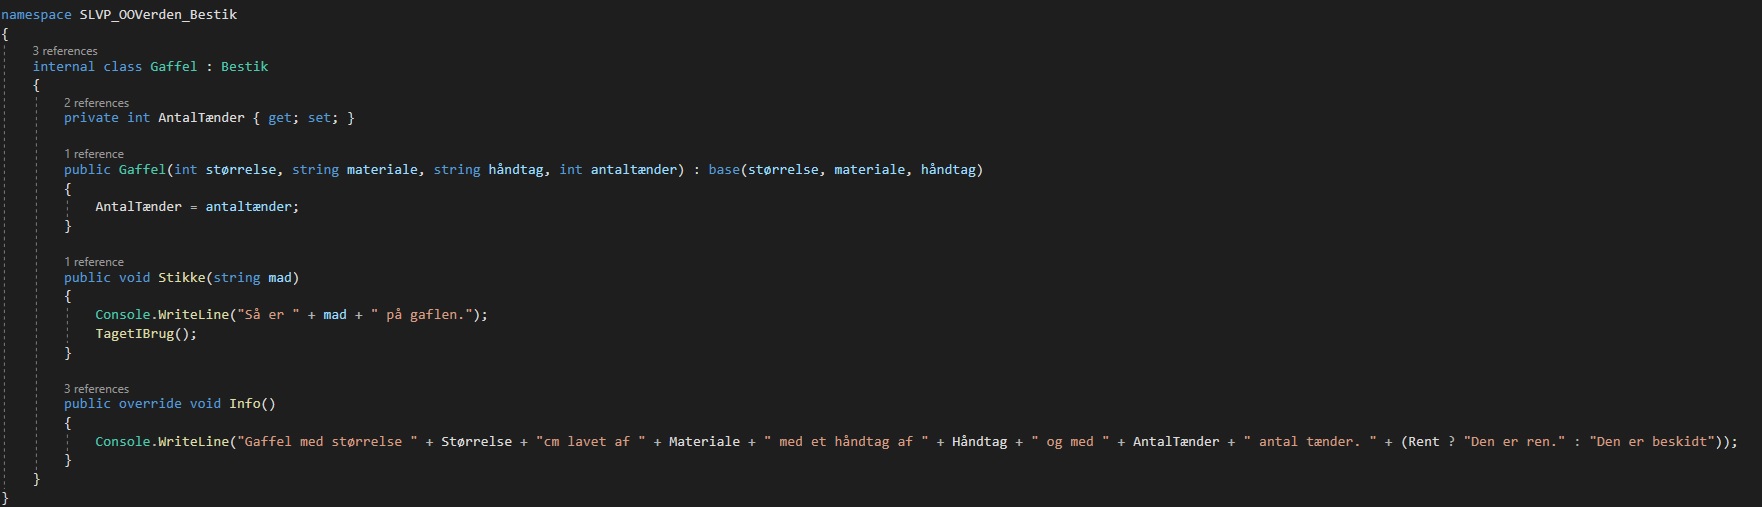 namespace SLVP_OOVerden_Bestik
{
3 references
internal class Gaffel : Bestik
{
2 references
private int AntalTænder { get; set; }
1 reference
public Gaffel(int størrelse, string materiale, string håndtag, int antaltænder) : base(størrelse, materiale, håndtag)
{
AntalTænder = antaltænder;
}
1 reference
public void Stikke(string mad)
{
Console.WriteLine("Så er " + mad + " på gaflen.");
TagetIBrug();
}
3 references
public override void Info()
{
Console.WriteLine("Gaffel med størrelse " + Størrelse + "cm lavet af " + Materiale + " med et håndtag af " + Håndtag + " og med " + AntalTænder + " antal tænder. " + (Rent ? "Den er ren." : "Den er beskidt"));
}
}
}